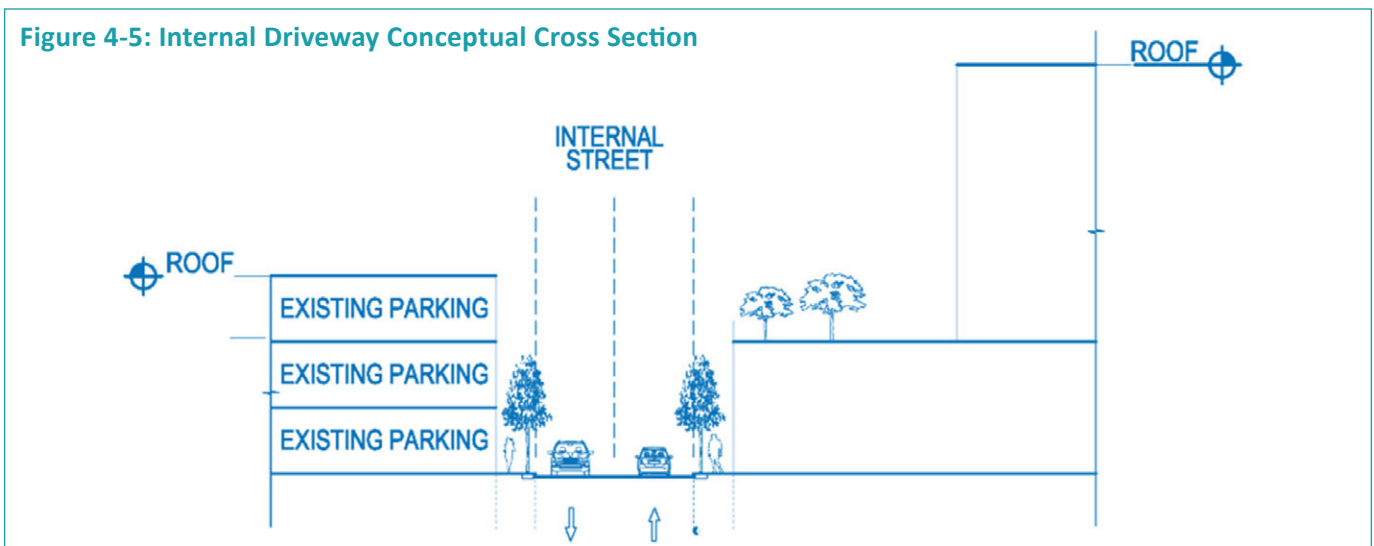 Figure 4-5: Internal Driveway Conceptual Cross Section
ROOF
INTERNAL
STREET
ROOF
EXISTING PARKING
EXISTING PARKING
EXISTING PARKING